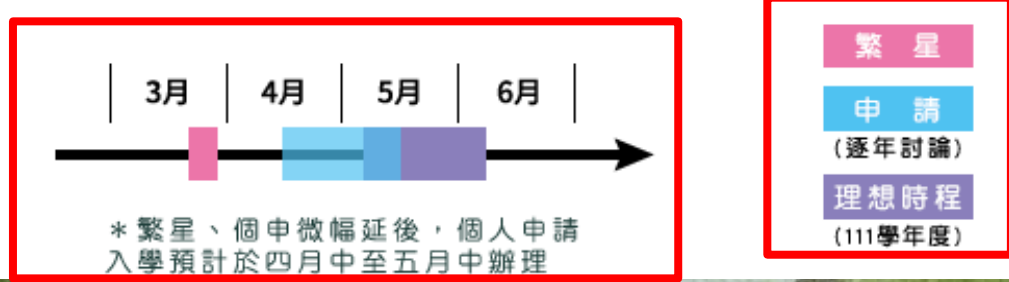 3月 4月 5月 6月
*繁星、個申微幅延後,個人申請
入學預計於四月中至五月中辦理
繁星
申請
(逐年討論)
理想時程
(111學年度)